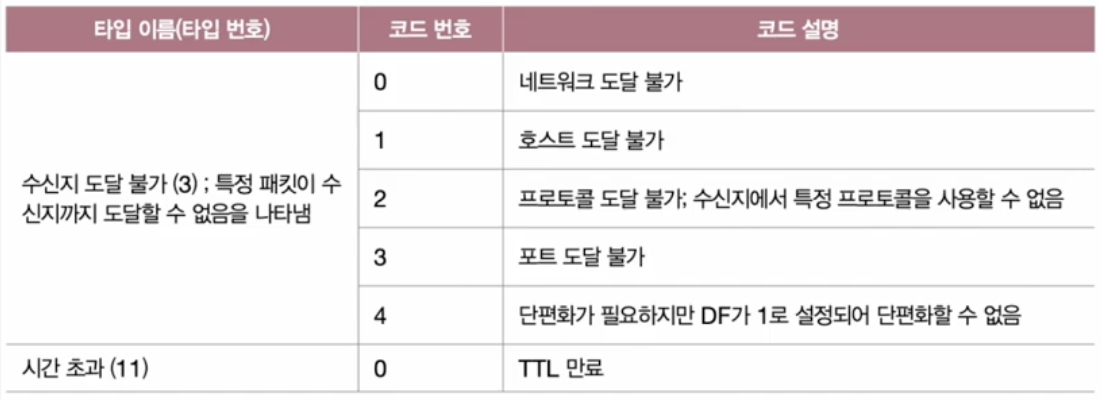 타입 이름(타입 번호) 코드 번호 코드 설명
0 네트워크 도달 불가
1 호스트 도달 불가
수신지 도달 불가 (3) ; 특정 패킷이 수
신지까지 도달할 수 없음을 나타냄
2 프로토콜 도달 불가; 수신지에서 특정 프로토콜을 사용할 수 없음
3 포트 도달 불가
4 단편화가 필요하지만 DF가 1로 설정되어 단편화할 수 없음
시간 초과 (11) 0 TTL 만료